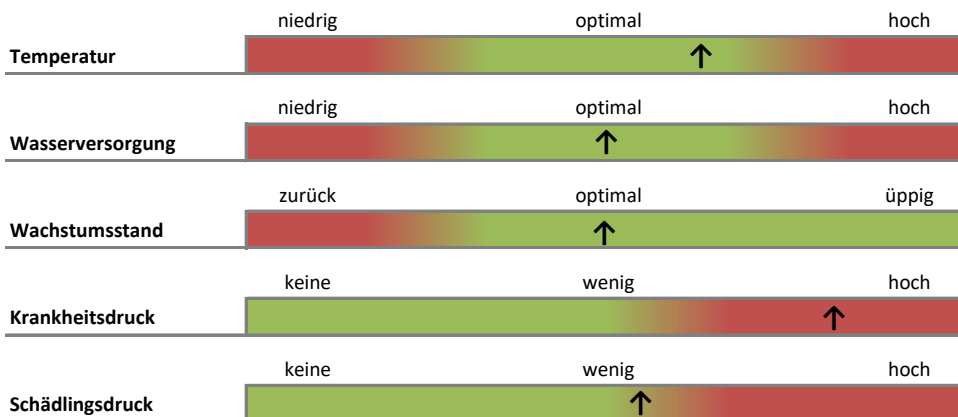 niedrig optimal hoch
Temperatur
niedrig optimal hoch
Wasserversorgung
zurück optimal üppig
Wachstumsstand
keine wenig hoch
Krankheitsdruck
keine wenig hoch
Schädlingsdruck